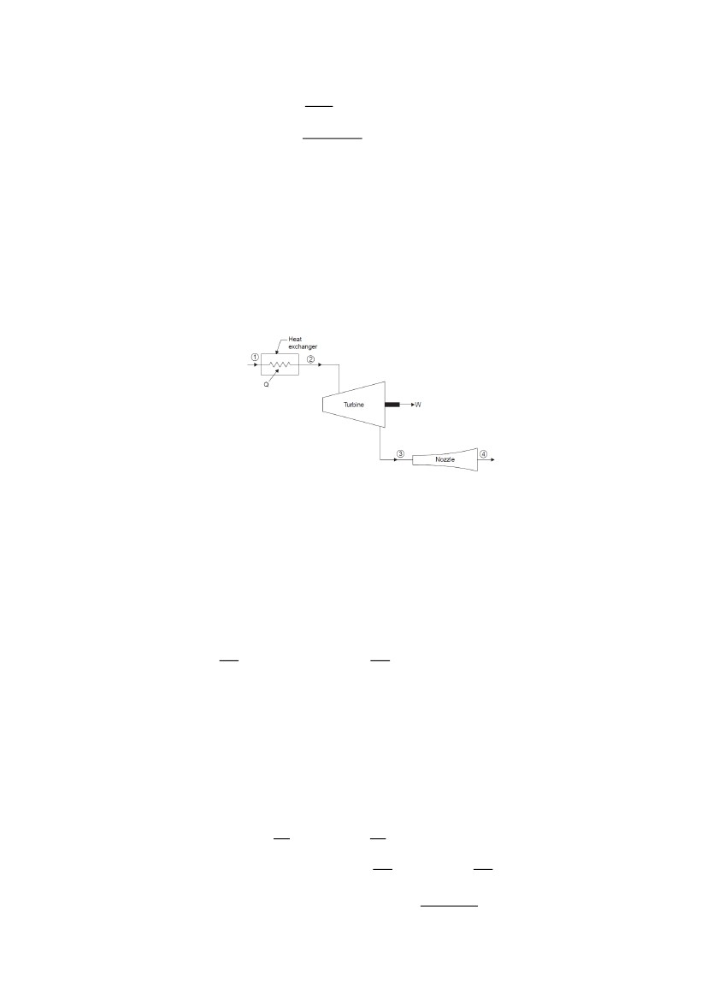 Heat
exchanger
① ②
Q
Turbine W
③ Nozzle ④